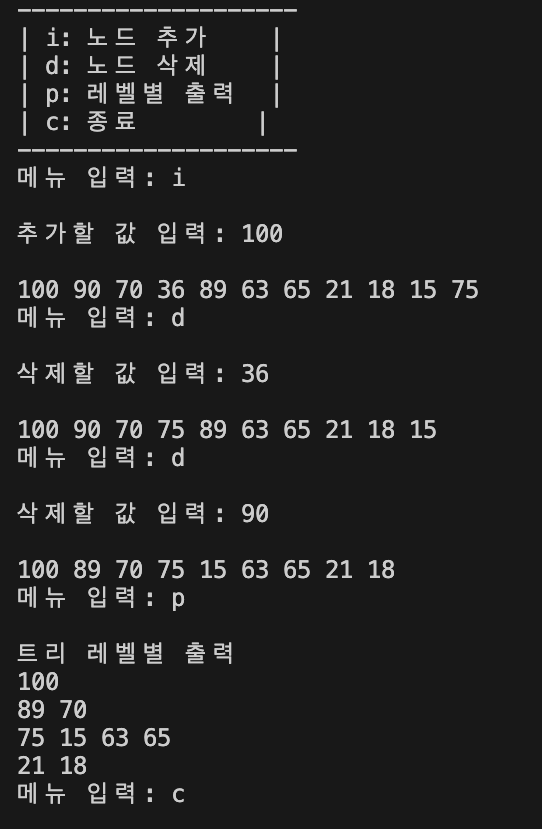 --------------------
| i: 노드 추가     |
| d: 노드 삭제     |
| p: 레벨별 출력   |
| c: 종료         |
--------------------
메뉴 입력: i
추가할 값 입력: 100
100 90 70 36 89 63 65 21 18 15 75
메뉴 입력: d
삭제할 값 입력: 36
100 90 70 75 89 63 65 21 18 15
메뉴 입력: d
삭제할 값 입력: 90
100 89 70 75 15 63 65 21 18
메뉴 입력: p
트리 레벨별 출력
100
89 70
75 15 63 65
21 18
메뉴 입력: c